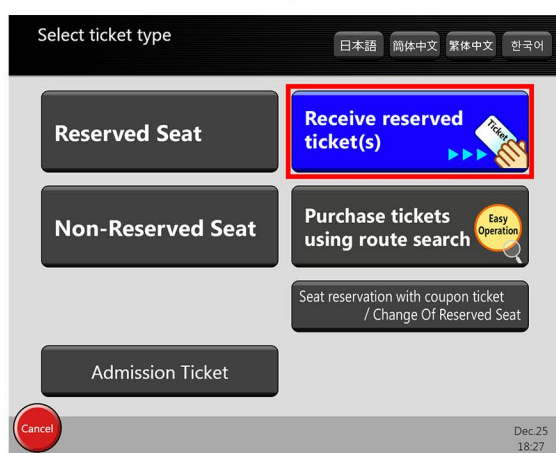 Select ticket type
日本語 简体中文 繁体中文 한국어
Reserved Seat
Receive reserved
ticket(s)
Ticket
Non-Reserved Seat
Purchase tickets
using route search
Easy
Operation
Seat reservation with coupon ticket
/ Change Of Reserved Seat
Admission Ticket
Cancel
Dec.25
18:27